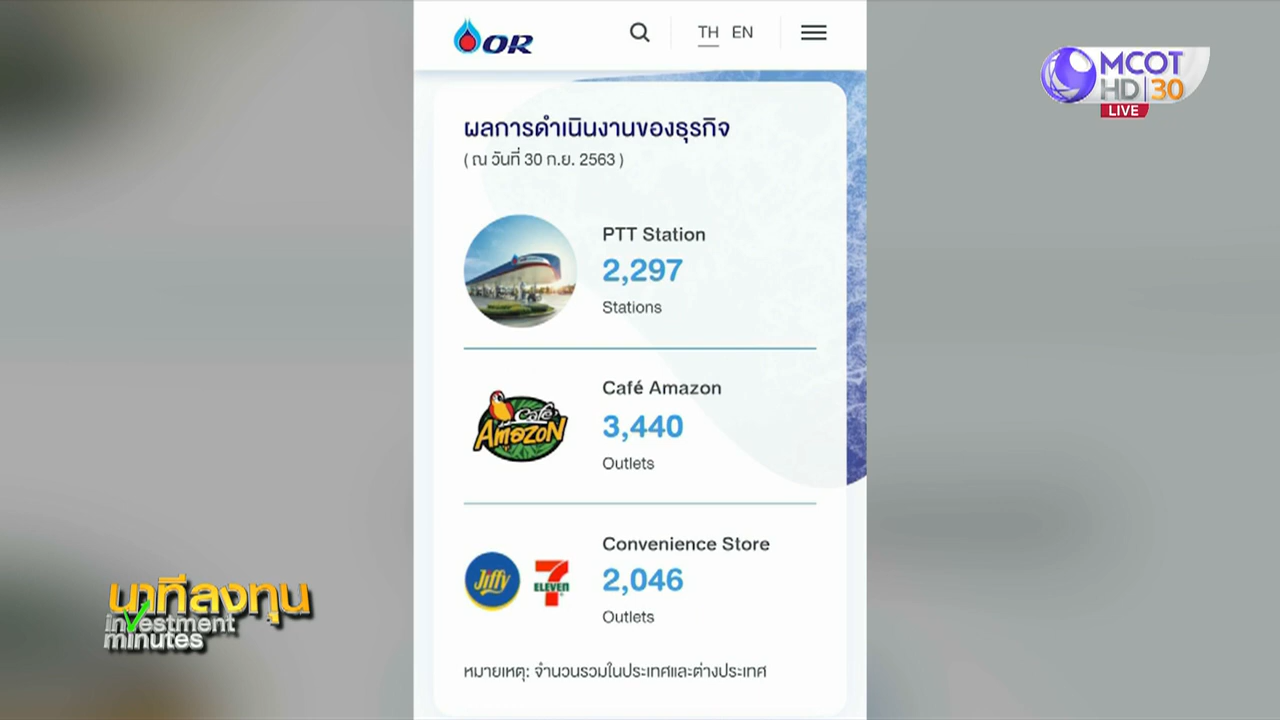 OR
TH EN
MCOT
HD 30
LIVE
ผลการดำเนินงานของธุรกิจ
( ณ วันที่ 30 ก.ย. 2563 )
PTT Station
2,297
Stations
Café Amazon
3,440
Outlets
Café
Amazon
Convenience Store
2,046
Outlets
Jiffy
7
ELEVEN
นาทีลงทุน
investment
minutes
หมายเหตุ: จำนวนรวมในประเทศและต่างประเทศ